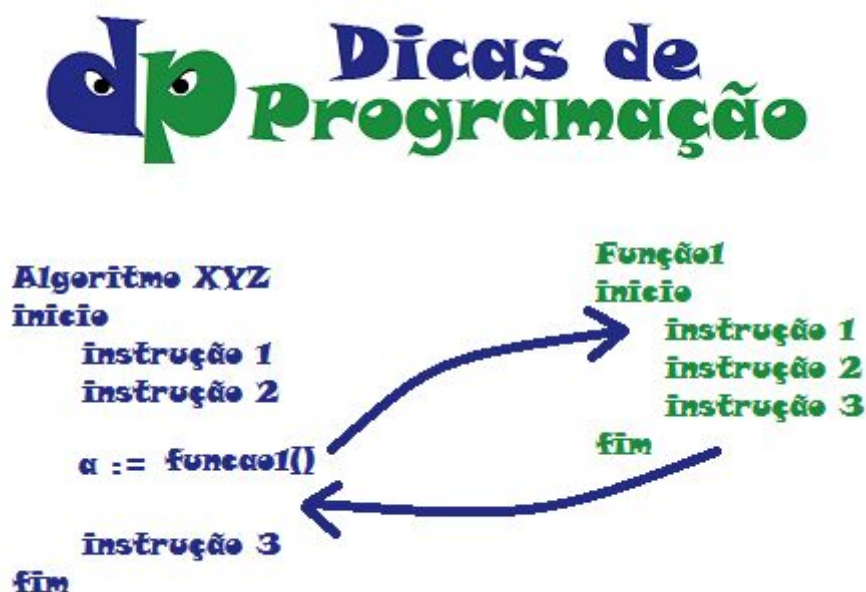 dp Dicas de
Programação
Algoritmo XYZ
inicio
instrução 1
instrução 2
a := funcao1()
instrução 3
fim
Função1
inicio
instrução 1
instrução 2
instrução 3
fim